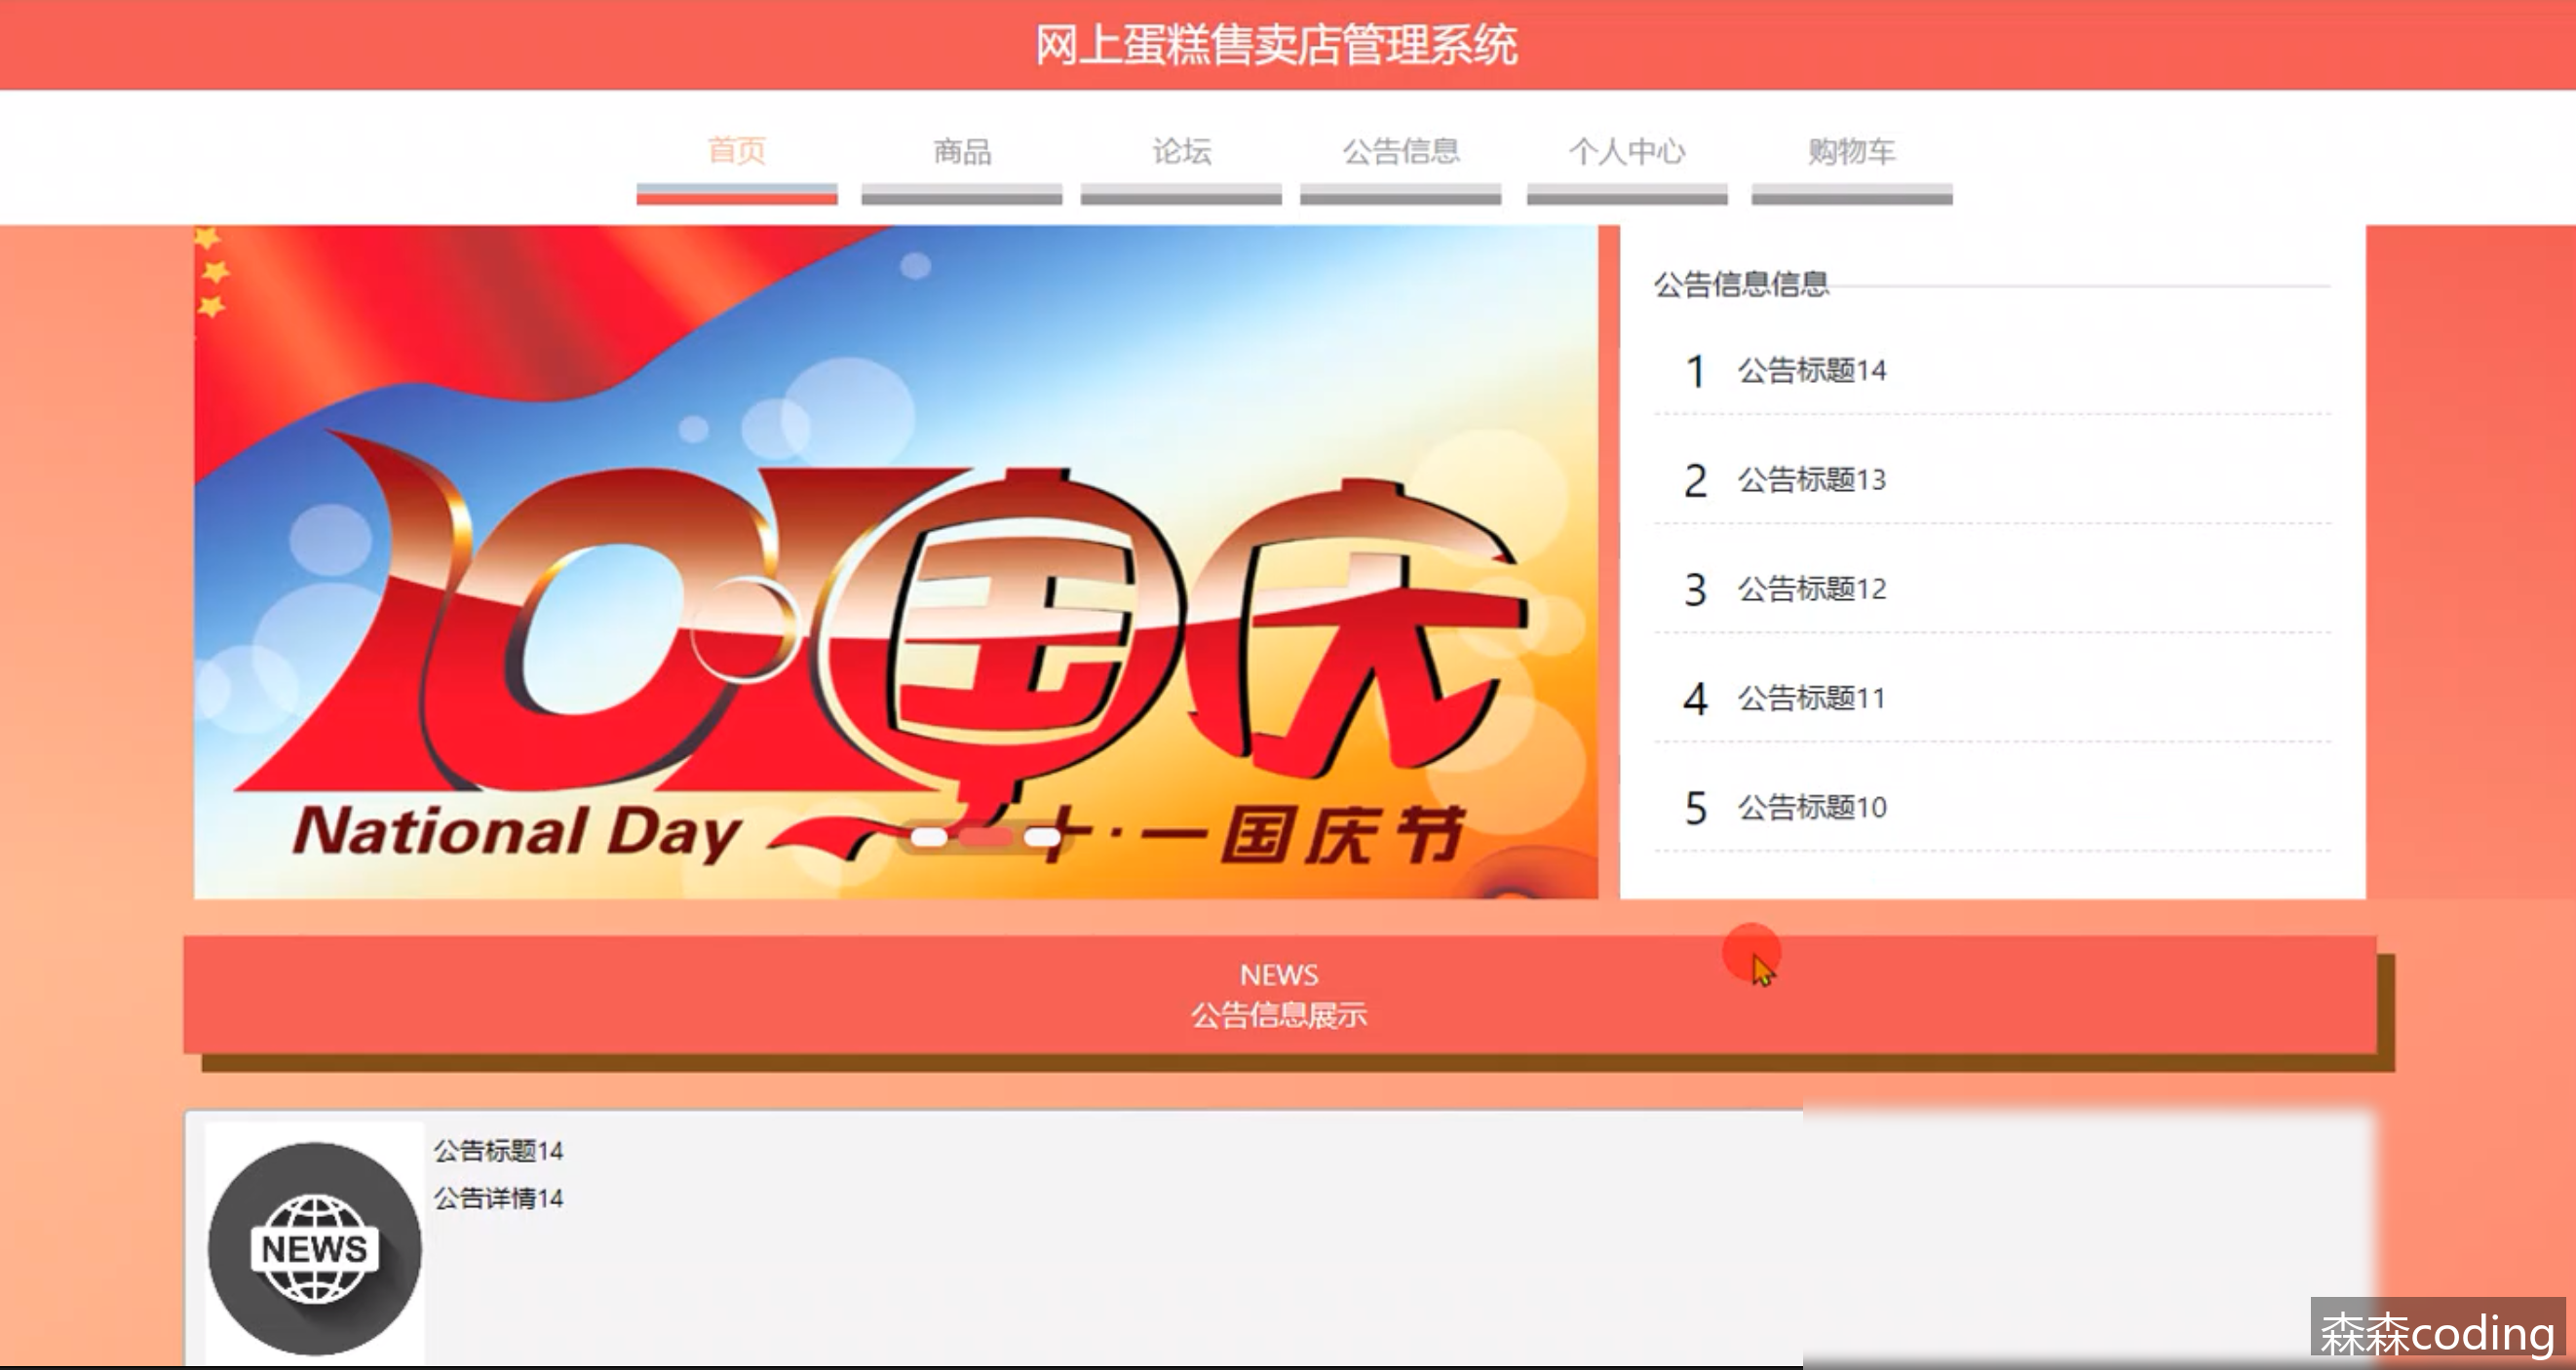 网上蛋糕售卖店管理系统
首页 商品 论坛 公告信息 个人中心 购物车
10·1国庆
National Day 十·一国庆节
公告信息信息
1 公告标题14
2 公告标题13
3 公告标题12
4 公告标题11
5 公告标题10
NEWS
公告信息展示
NEWS
公告标题14
公告详情14
森森coding